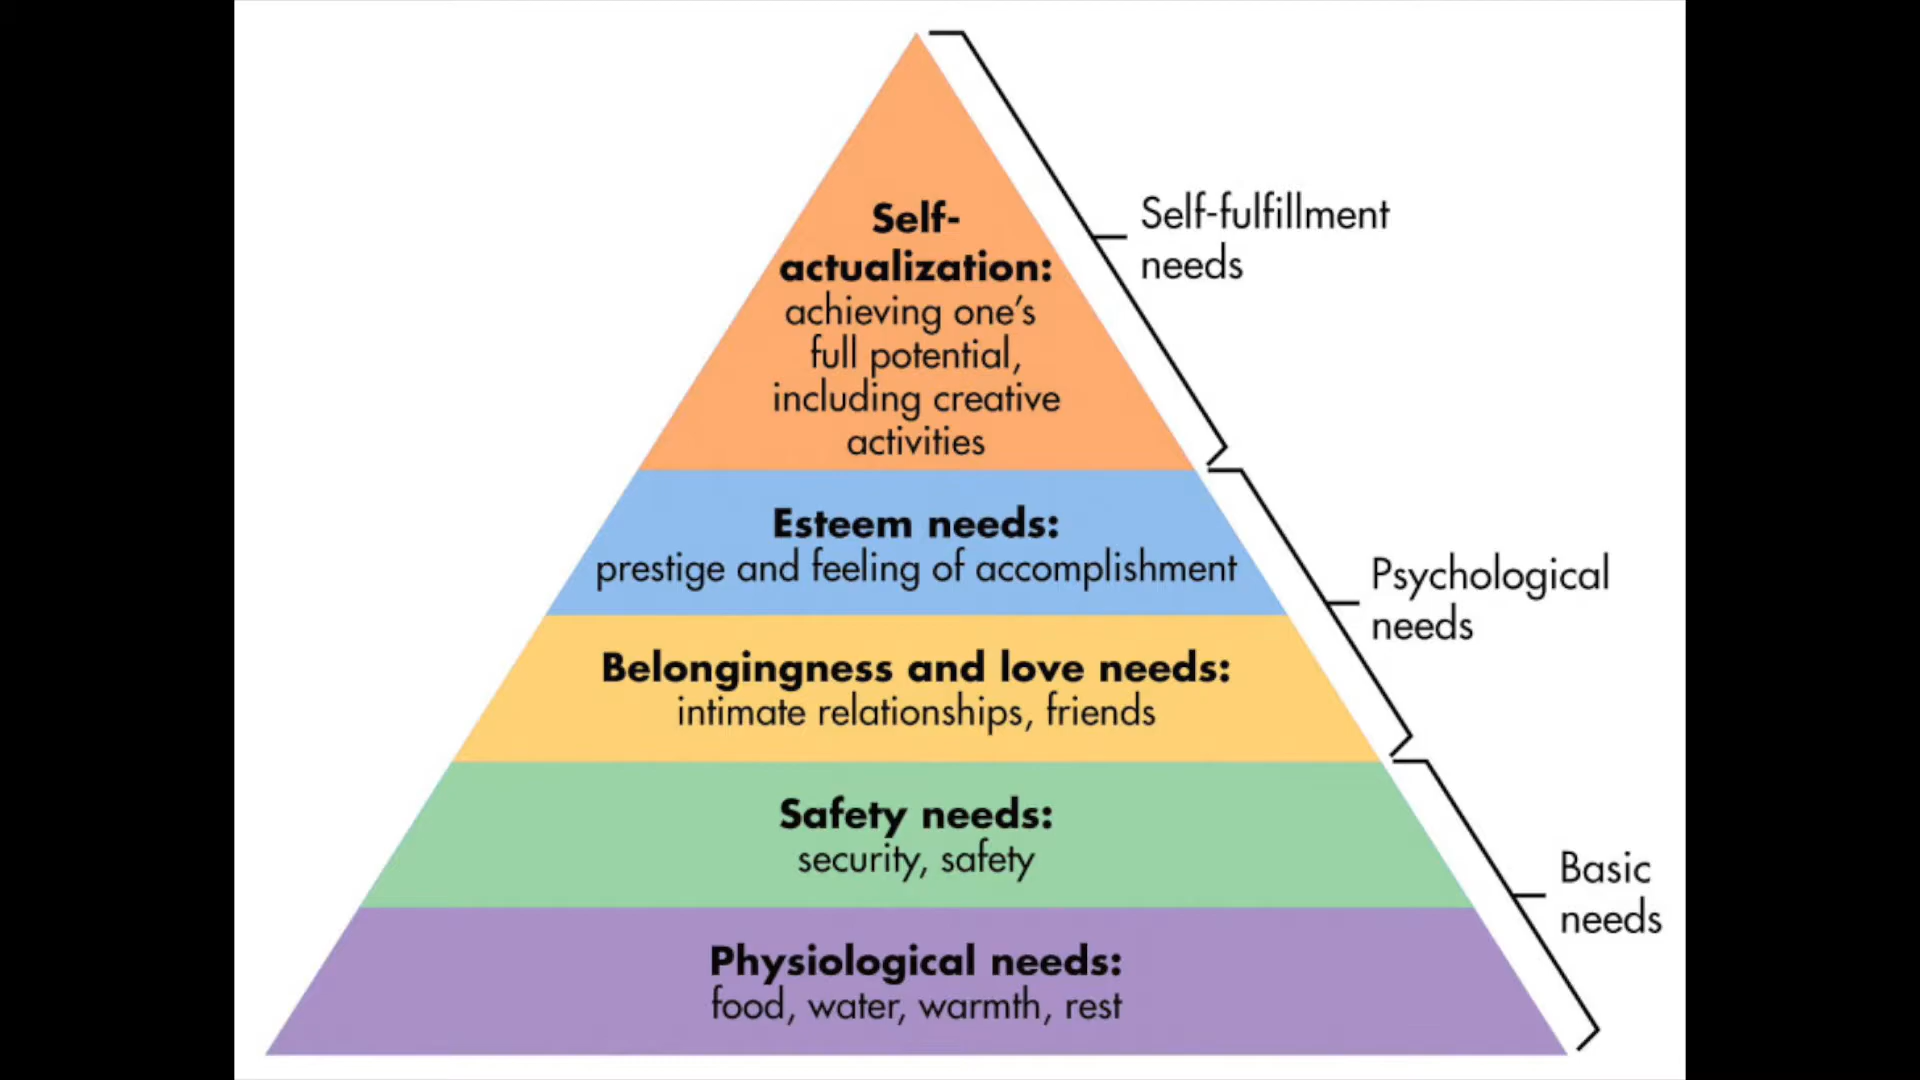 Self-
actualization:
achieving one's
full potential,
including creative
activities
Self-fulfillment
needs
Esteem needs:
prestige and feeling of accomplishment
Psychological
needs
Belongingness and love needs:
intimate relationships, friends
Safety needs:
security, safety
Basic
needs
Physiological needs:
food, water, warmth, rest